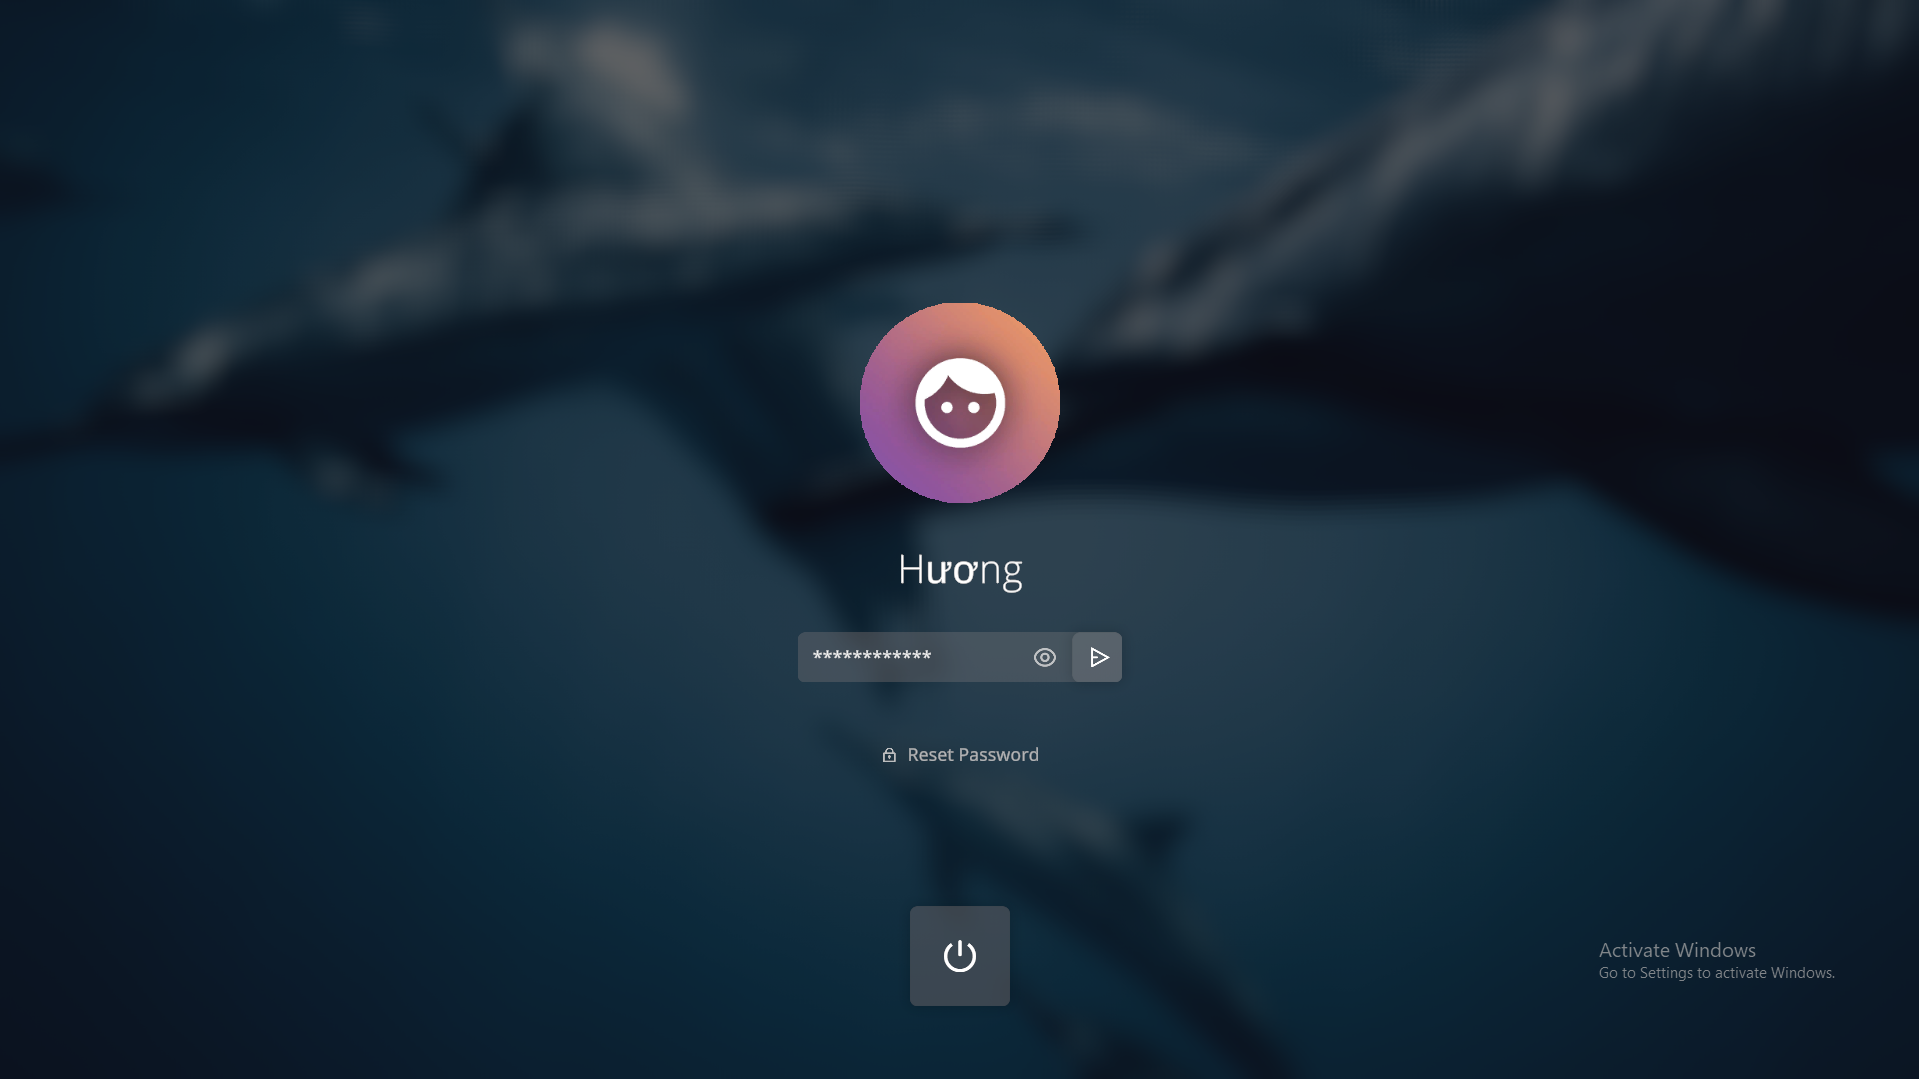 Hương
************
Reset Password
Activate Windows
Go to Settings to activate Windows.